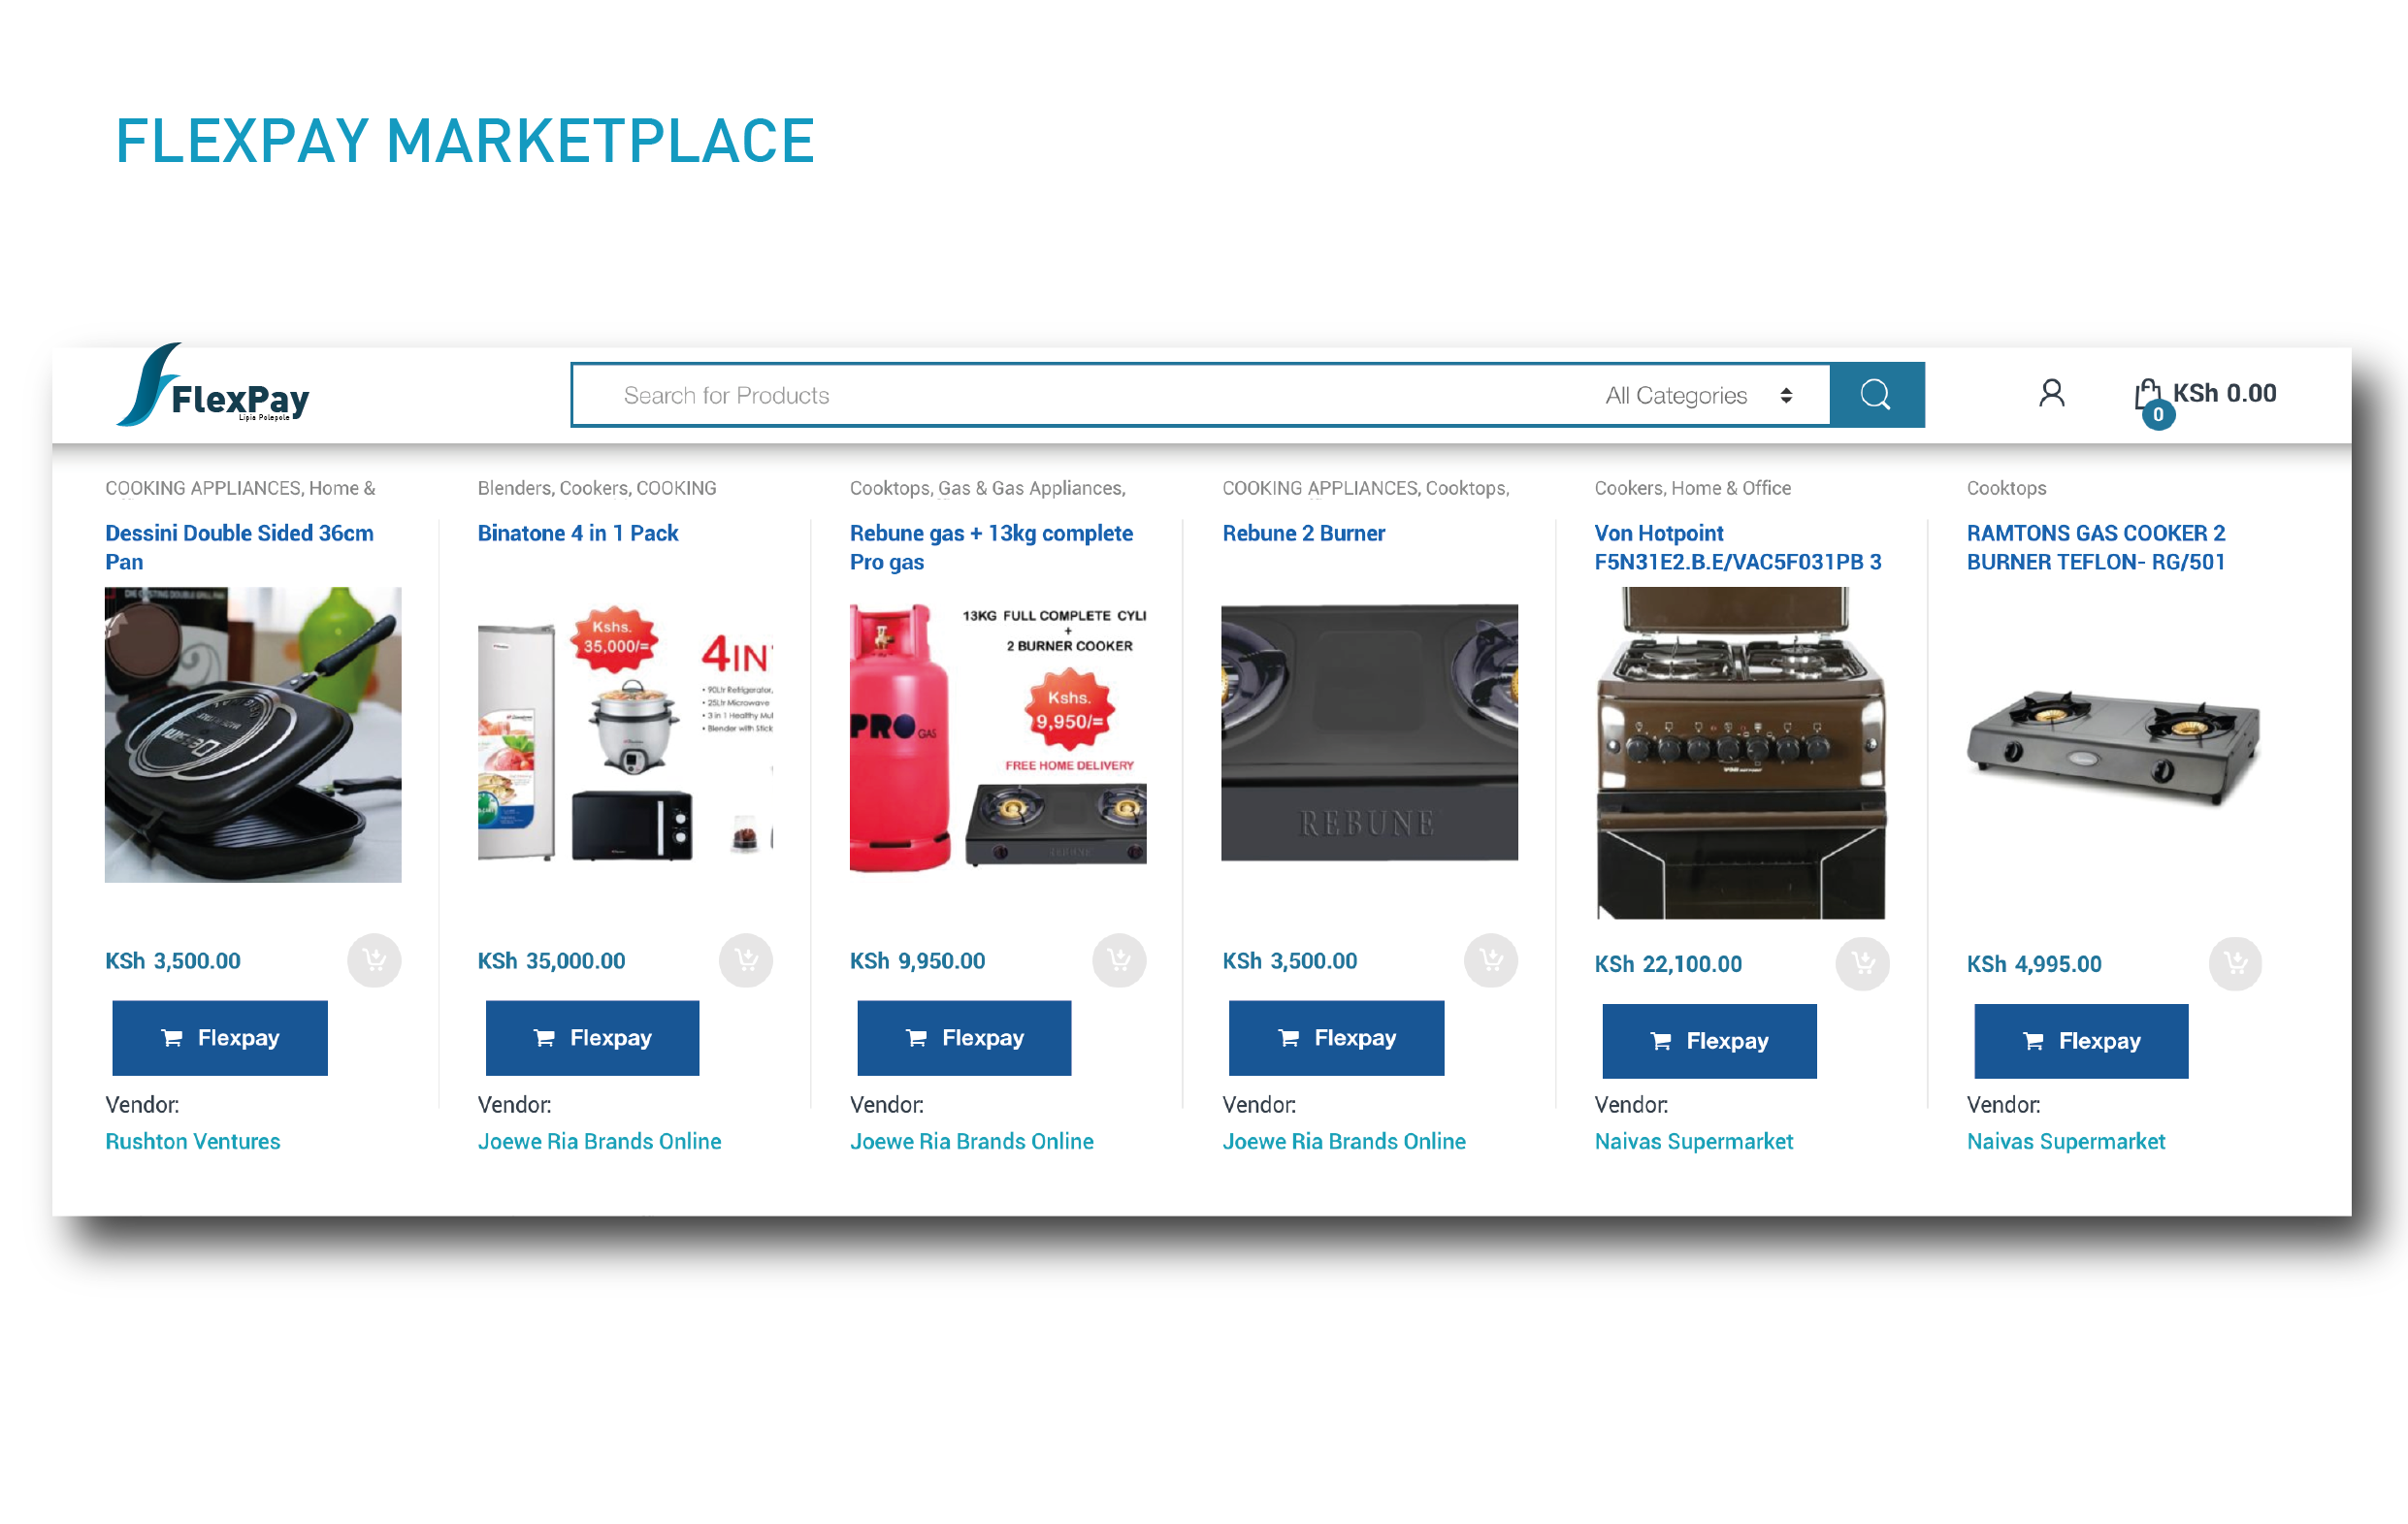 FLEXPAY MARKETPLACE
FlexPay
Lipia Polepole
Search for Products
All Categories
0
KSh 0.00
COOKING APPLIANCES, Home &
Dessini Double Sided 36cm
Pan
KSh 3,500.00
Flexpay
Vendor:
Rushton Ventures
Blenders, Cookers, COOKING
Binatone 4 in 1 Pack
Kshs.
35,000/=
4IN
• 90Ltr Refrigerator,
• 25Ltr Microwave
• 3 in 1 Healthy Mul
• Blender with Stick
KSh 35,000.00
Flexpay
Vendor:
Joewe Ria Brands Online
Cooktops, Gas & Gas Appliances,
Rebune gas + 13kg complete
Pro gas
13KG FULL COMPLETE CYLI
+
2 BURNER COOKER
Kshs.
9,950/=
PRO GAS
FREE HOME DELIVERY
REBUNE
KSh 9,950.00
Flexpay
Vendor:
Joewe Ria Brands Online
COOKING APPLIANCES, Cooktops,
Rebune 2 Burner
REBUNE
KSh 3,500.00
Flexpay
Vendor:
Joewe Ria Brands Online
Cookers, Home & Office
Von Hotpoint
F5N31E2.B.E/VAC5F031PB 3
KSh 22,100.00
Flexpay
Vendor:
Naivas Supermarket
Cooktops
RAMTONS GAS COOKER 2
BURNER TEFLON- RG/501
KSh 4,995.00
Flexpay
Vendor:
Naivas Supermarket